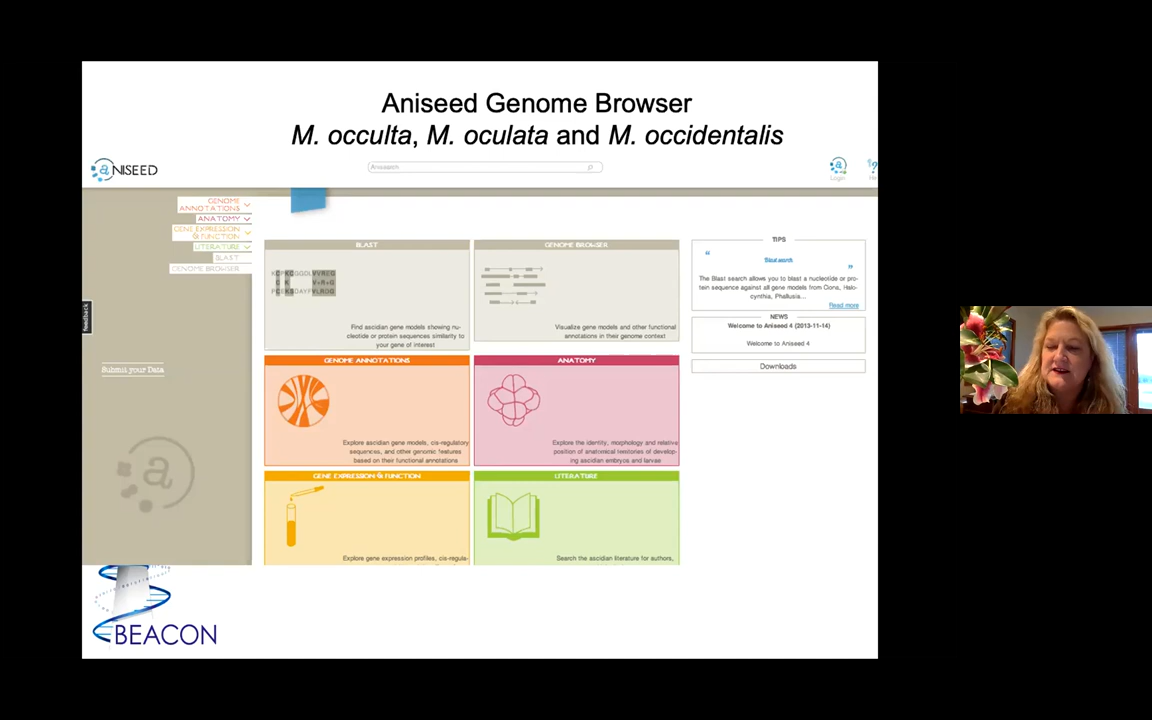 Aniseed Genome Browser
M. occulta, M. oculata and M. occidentalis
aNISEED
Login
GENOME
ANNOTATIONS
ANATOMY
GENE EXPRESSION
& FUNCTION
LITERATURE
BLAST
GENOME BROWSER
feedback
Submit your Data
BLAST
Find ascidian gene models showing nu-
cleotide or protein sequences similarity to
your gene of interest
GENOME BROWSER
Visualize gene models and other functional
annotations in their genome context
GENOME ANNOTATIONS
Explore ascidian gene models, cis-regulatory
sequences, and other genomic features
based on their functional annotations
ANATOMY
Explore the identity, morphology and relative
position of anatomical territories of develop-
ing ascidian embryos and larvae
GENE EXPRESSION & FUNCTION
Explore gene expression profiles, cis-regula-
LITERATURE
Search the ascidian literature for authors,
TIPS
The Blast search allows you to blast a nucleotide or pro-
tein sequence against all gene models from Ciona, Halo-
cynthia, Phallusia...
Read more
NEWS
Welcome to Aniseed 4 (2013-11-14)
Welcome to Aniseed 4
Downloads
BEACON